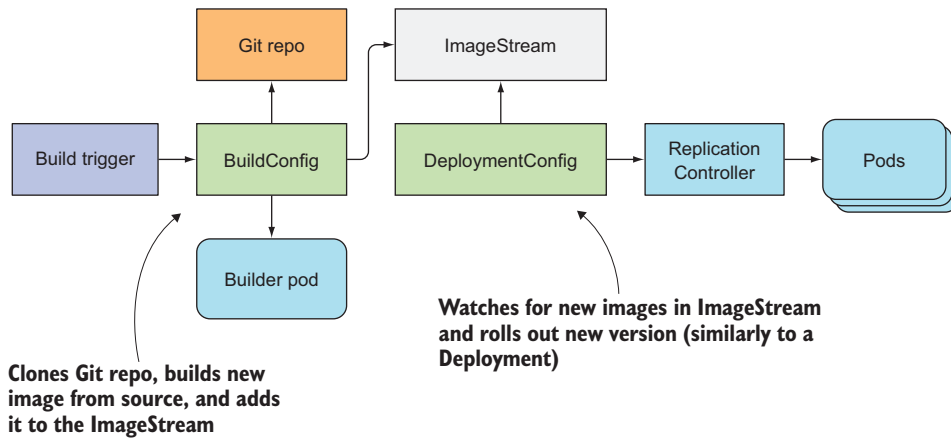 Git repo
ImageStream
Build trigger
BuildConfig
DeploymentConfig
Replication
Controller
Pods
Builder pod
Watches for new images in ImageStream
and rolls out new version (similarly to a
Deployment)
Clones Git repo, builds new
image from source, and adds
it to the ImageStream